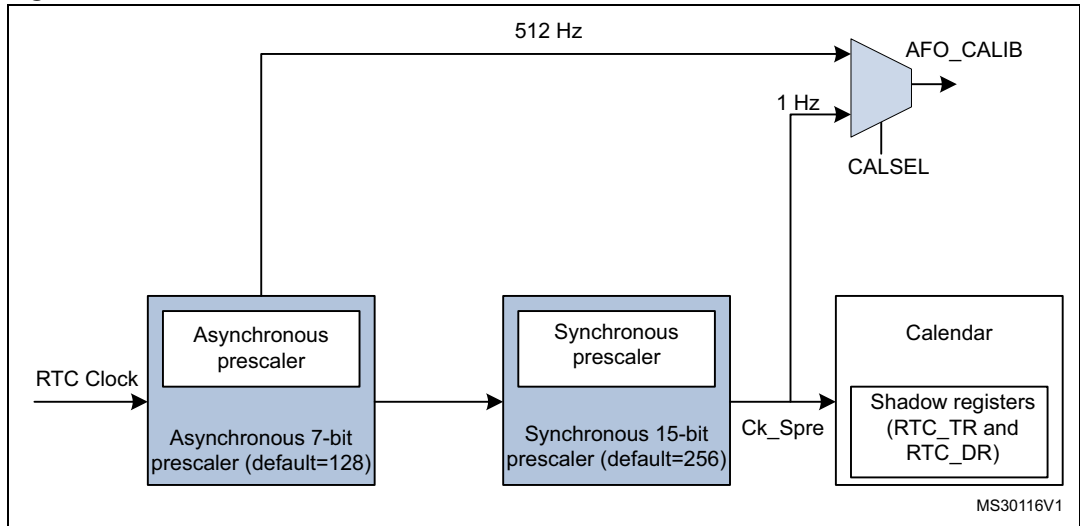 512 Hz
AFO_CALIB
1 Hz
CALSEL
Asynchronous
prescaler
Synchronous
prescaler
Calendar
RTC Clock
Asynchronous 7-bit
prescaler (default=128)
Synchronous 15-bit
prescaler (default=256)
Ck_Spre
Shadow registers
(RTC_TR and
RTC_DR)
MS30116V1